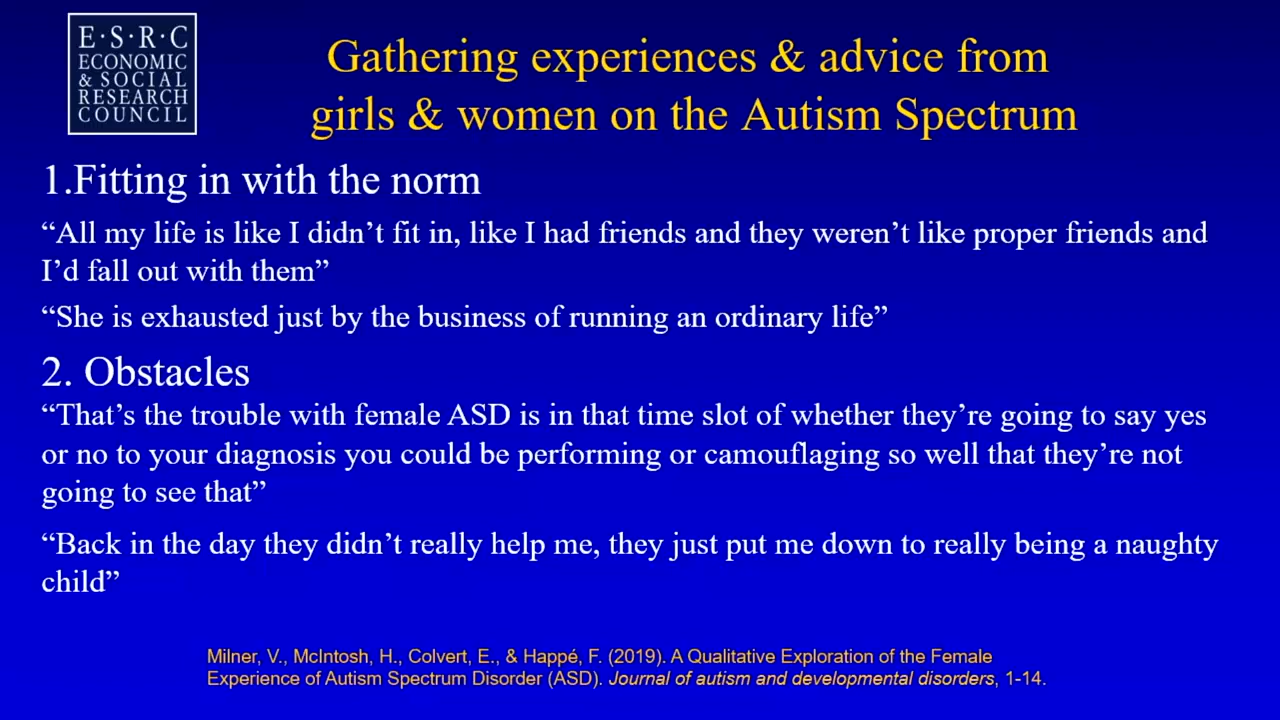 E·S·R·C
ECONOMIC
& SOCIAL
RESEARCH
COUNCIL
Gathering experiences & advice from
girls & women on the Autism Spectrum
1.Fitting in with the norm
“All my life is like I didn’t fit in, like I had friends and they weren’t like proper friends and
I’d fall out with them”
“She is exhausted just by the business of running an ordinary life”
2. Obstacles
“That’s the trouble with female ASD is in that time slot of whether they’re going to say yes
or no to your diagnosis you could be performing or camouflaging so well that they’re not
going to see that”
“Back in the day they didn’t really help me, they just put me down to really being a naughty
child”
Milner, V., McIntosh, H., Colvert, E., & Happé, F. (2019). A Qualitative Exploration of the Female
Experience of Autism Spectrum Disorder (ASD). Journal of autism and developmental disorders, 1-14.